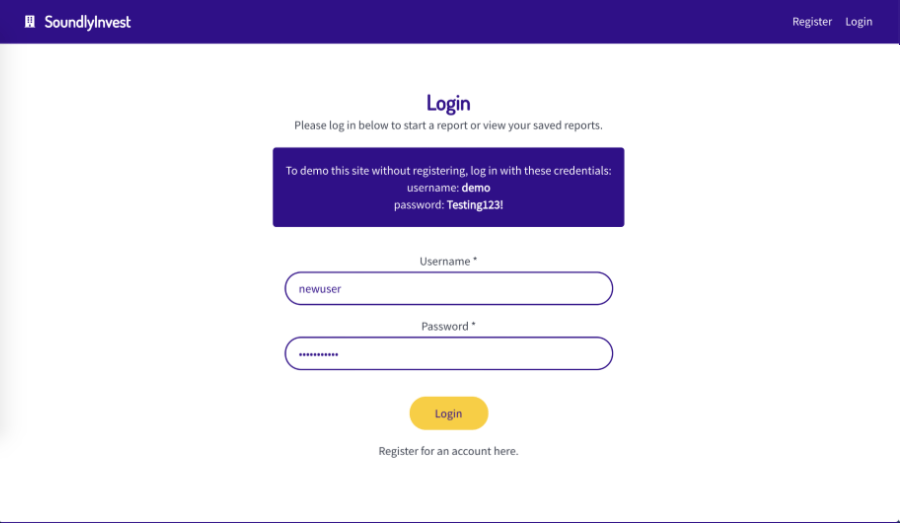 SoundlyInvest
Register Login
Login
Please log in below to start a report or view your saved reports.
To demo this site without registering, log in with these credentials:
username: demo
password: Testing123!
Username *
newuser
Password *
•••••••••••
Login
Register for an account here.